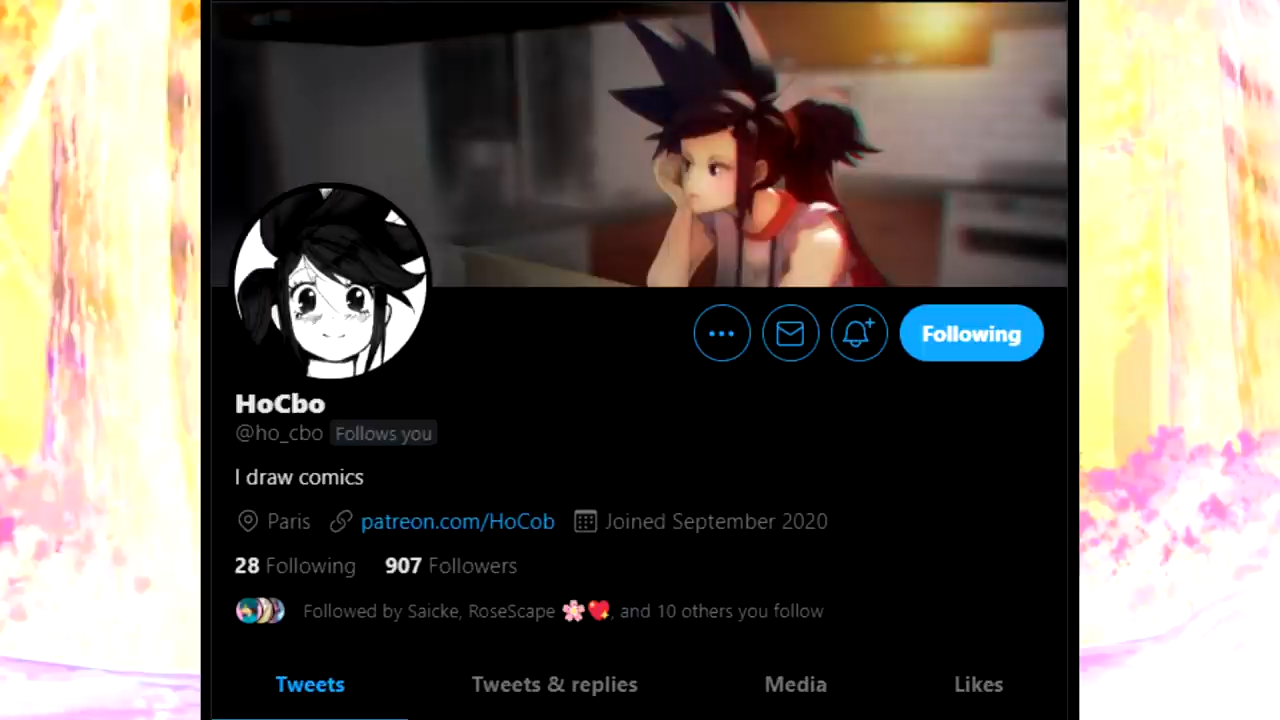 Following
HoCbo
@ho_cbo Follows you
I draw comics
Paris patreon.com/HoCob Joined September 2020
28 Following 907 Followers
Followed by Saicke, RoseScape 🌸💖, and 10 others you follow
Tweets Tweets & replies Media Likes